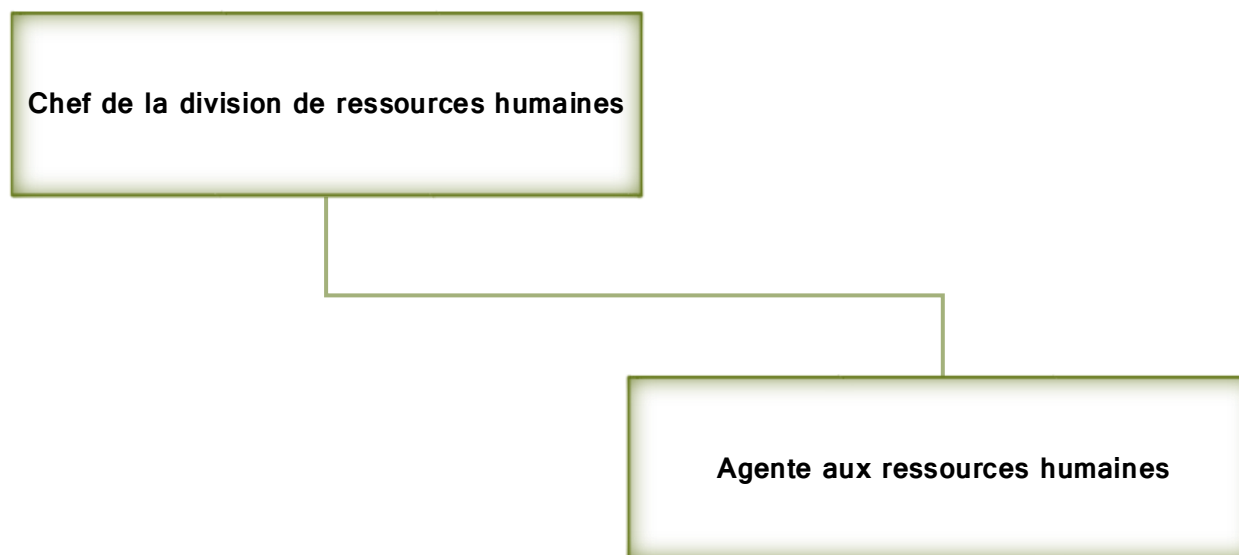 Chef de la division de ressources humaines
Agente aux ressources humaines